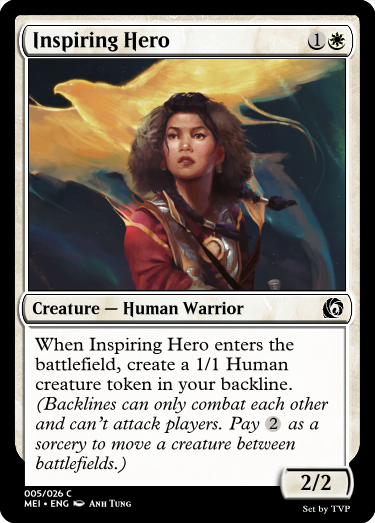 Inspiring Hero 1
Creature — Human Warrior
When Inspiring Hero enters the
battlefield, create a 1/1 Human
creature token in your backline.
(Backlines can only combat each other
and can't attack players. Pay 2 as a
sorcery to move a creature between
battlefields.)
2/2
005/026 C
MEI • ENG Anh Tung
Set by TVP